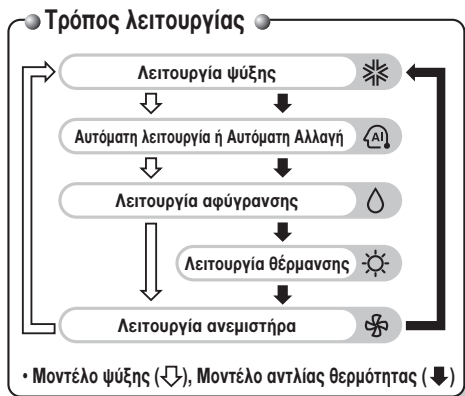 Τρόπος λειτουργίας
Λειτουργία ψύξης
Αυτόματη λειτουργία ή Αυτόματη Αλλαγή
AI
Λειτουργία αφύγρανσης
Λειτουργία θέρμανσης
Λειτουργία ανεμιστήρα
• Μοντέλο ψύξης (⇩), Μοντέλο αντλίας θερμότητας (🡇)